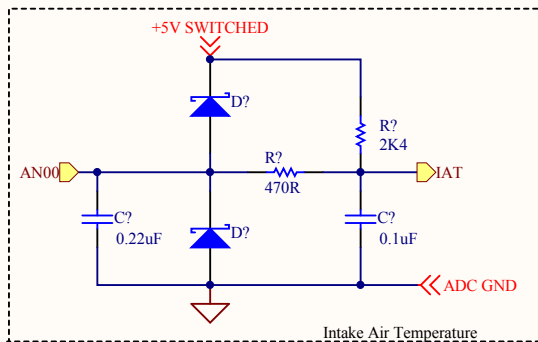 +5V SWITCHED
D?
R?
2K4
AN00
R?
470R
IAT
C?
0.22uF
D?
C?
0.1uF
ADC GND
Intake Air Temperature